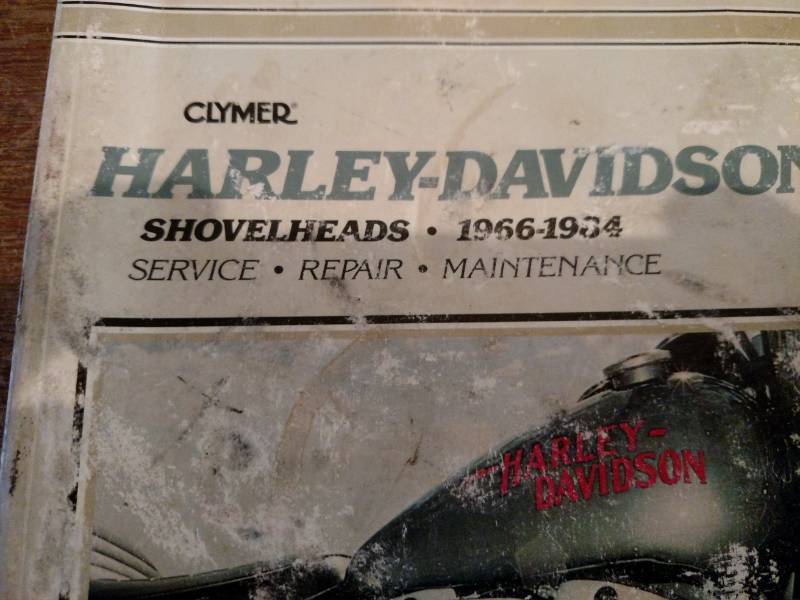 CLYMER®
HARLEY-DAVIDSON
SHOVELHEADS • 1966-1984
SERVICE • REPAIR • MAINTENANCE
HARLEY-
DAVIDSON